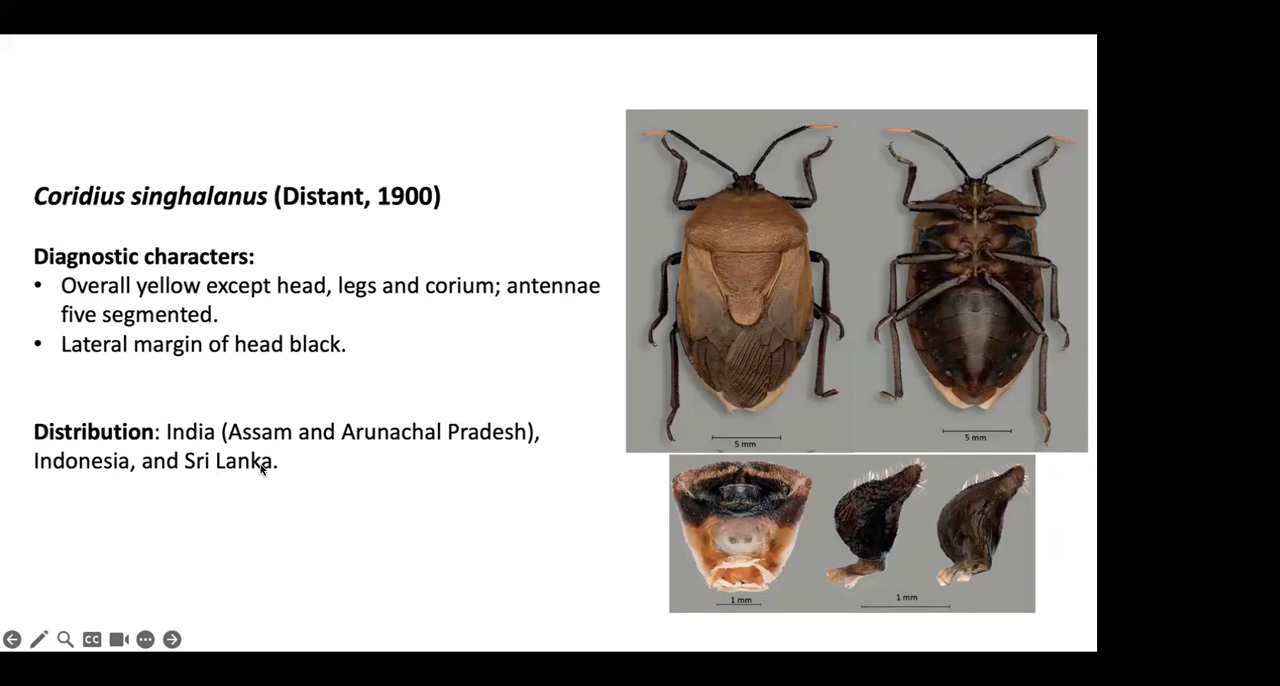 Coridius singhalanus (Distant, 1900)
Diagnostic characters:
• Overall yellow except head, legs and corium; antennae
five segmented.
• Lateral margin of head black.
Distribution: India (Assam and Arunachal Pradesh),
Indonesia, and Sri Lanka.
5 mm
5 mm
1 mm
1 mm
CC